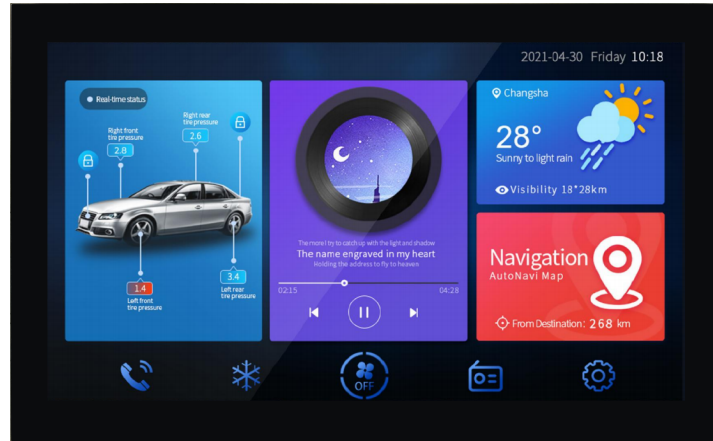 2021-04-30 Friday 10:18
Real-time status
Right front
tire pressure
2.8
Right rear
tire pressure
2.6
1.4
Left front
tire pressure
3.4
Left rear
tire pressure
The more I try to catch up with the light and shadow
The name engraved in my heart
Holding the address to fly to heaven
02:15
04:28
Changsha
28°
Sunny to light rain
Visibility 18*28km
Navigation
AutoNavi Map
From Destination: 268 km
OFF